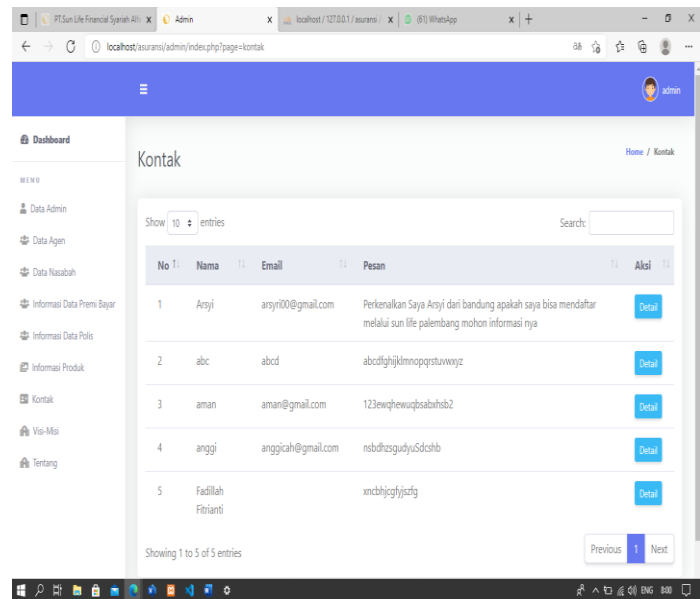 PT.Sun Life Financial Syariah Alh
Admin
localhost / 127.0.0.1 / asuransi /
(61) WhatsApp
localhost/asuransi/admin/index.php?page=kontak
admin
Dashboard
MENU
Data Admin
Data Agen
Data Nasabah
Informasi Data Premi Bayar
Informasi Data Polis
Informasi Produk
Kontak
Visi-Misi
Tentang
Kontak
Home / Kontak
Show 10 entries
Search:
No Nama Email Pesan Aksi
1 Arsyi arsyri00@gmail.com Perkenalkan Saya Arsyi dari bandung apakah saya bisa mendaftar Detail
melalui sun life palembang mohon informasi nya
2 abc abcd abcdfghijklmnopqrstuvwxyz Detail
3 aman aman@gmail.com 123ewqhewuqbsabxhsb2 Detail
4 anggi anggicah@gmail.com nsbdhzsgudyuSdcshb Detail
5 Fadillah xncbhjcgfyjszfg Detail
Fitrianti
Showing 1 to 5 of 5 entries
Previous 1 Next
ENG 8:00